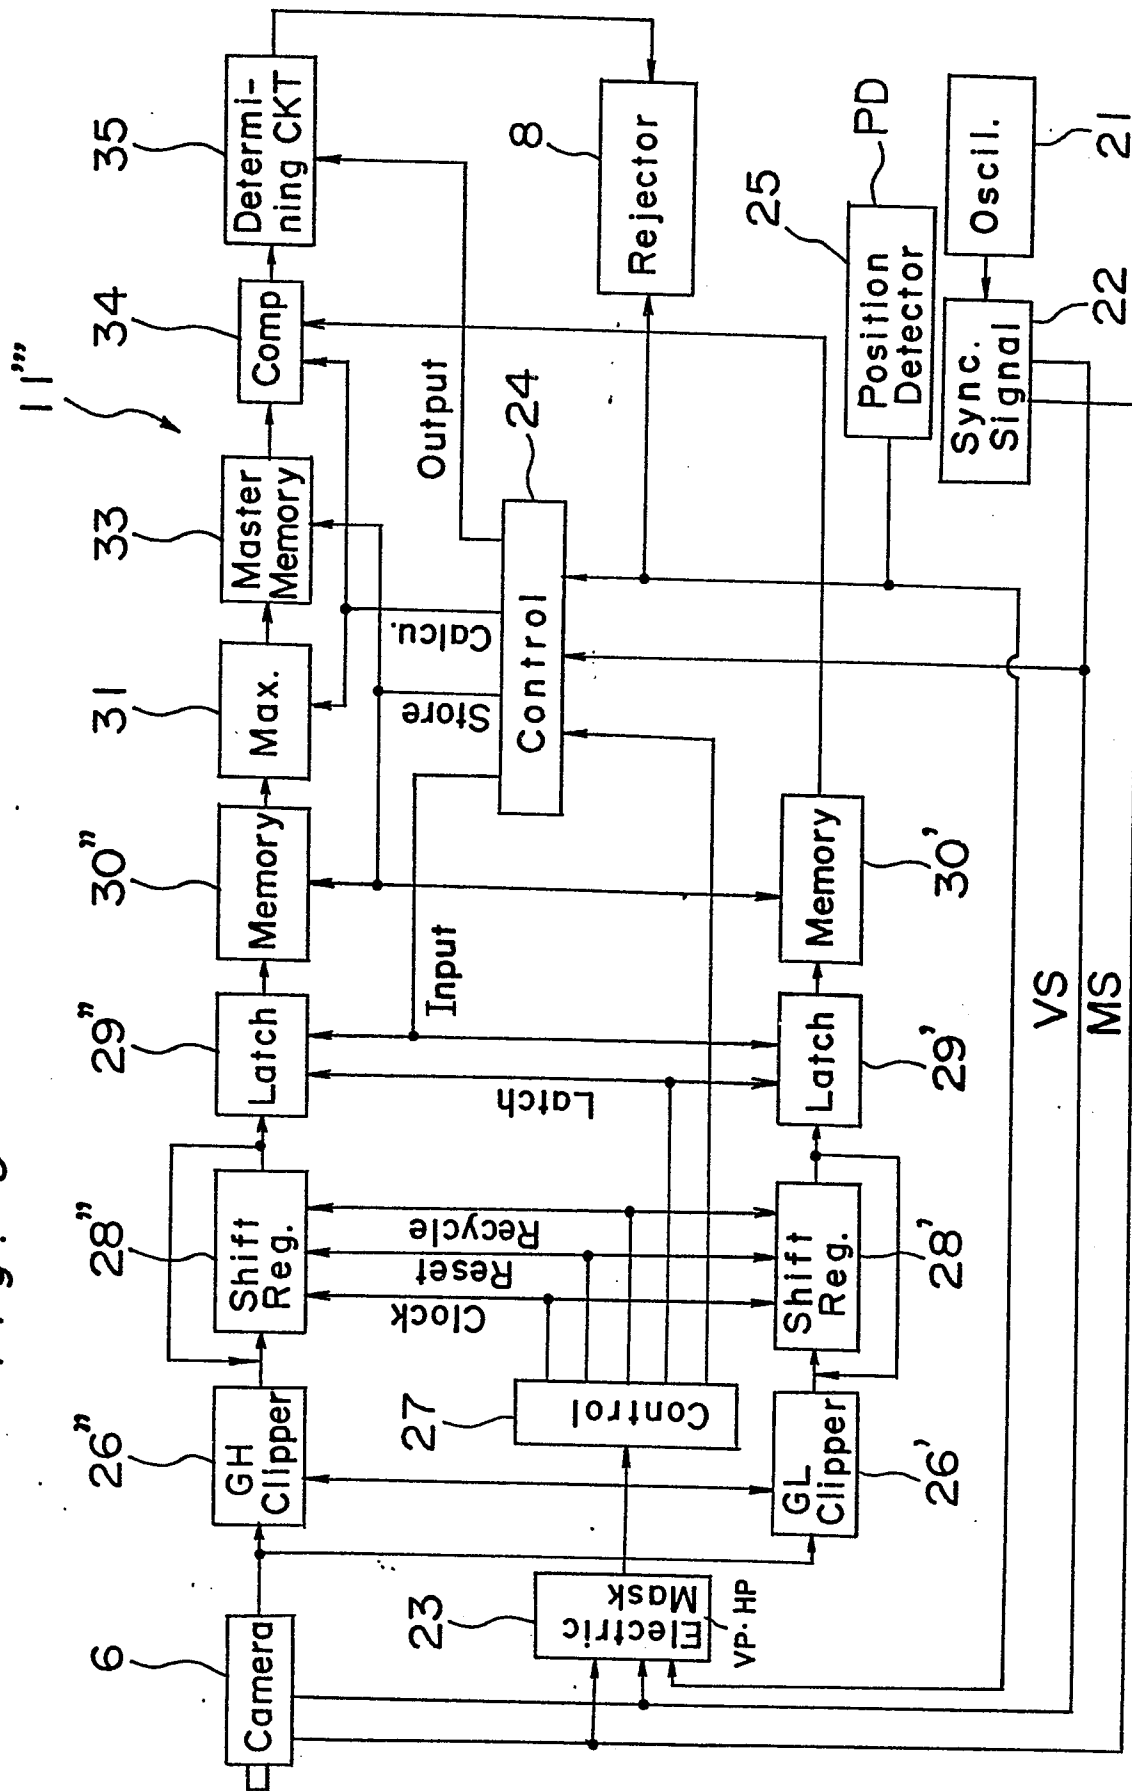 11'''
6
Camera
26"
GH
Clipper
28"
Shift
Reg.
29"
Latch
30"
Memory
31
Max.
33
Master
Memory
34
Comp
35
Determi-
ning CKT
Clock
Reset
Recycle
Latch
Input
Store
Calcu.
Output
23
Electric
Mask
VP·HP
27
Control
24
Control
8
Rejector
26'
GL
Clipper
28'
Shift
Reg.
29'
Latch
30'
Memory
25
PD
Position
Detector
21
Oscil.
22
Sync.
Signal
VS
MS